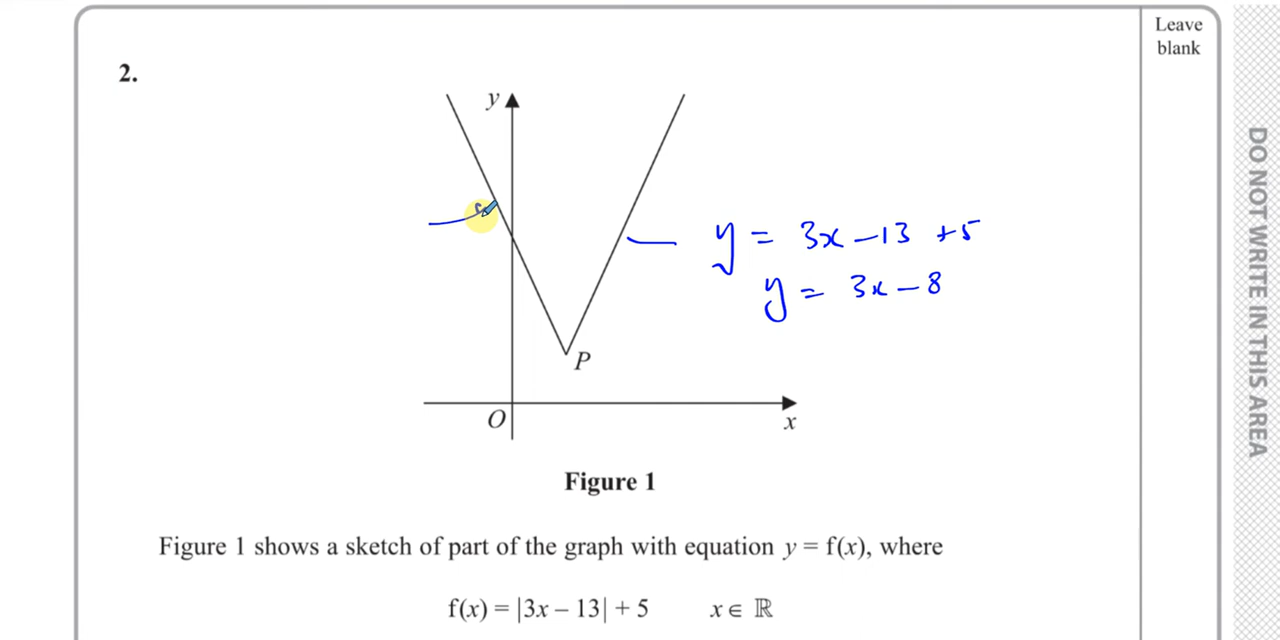 Leave
blank
2.
y
y = 3x - 13 + 5
y = 3x - 8
P
O
x
Figure 1
Figure 1 shows a sketch of part of the graph with equation y = f(x), where
f(x) = |3x – 13| + 5 x ∈ ℝ
DO NOT WRITE IN THIS AREA